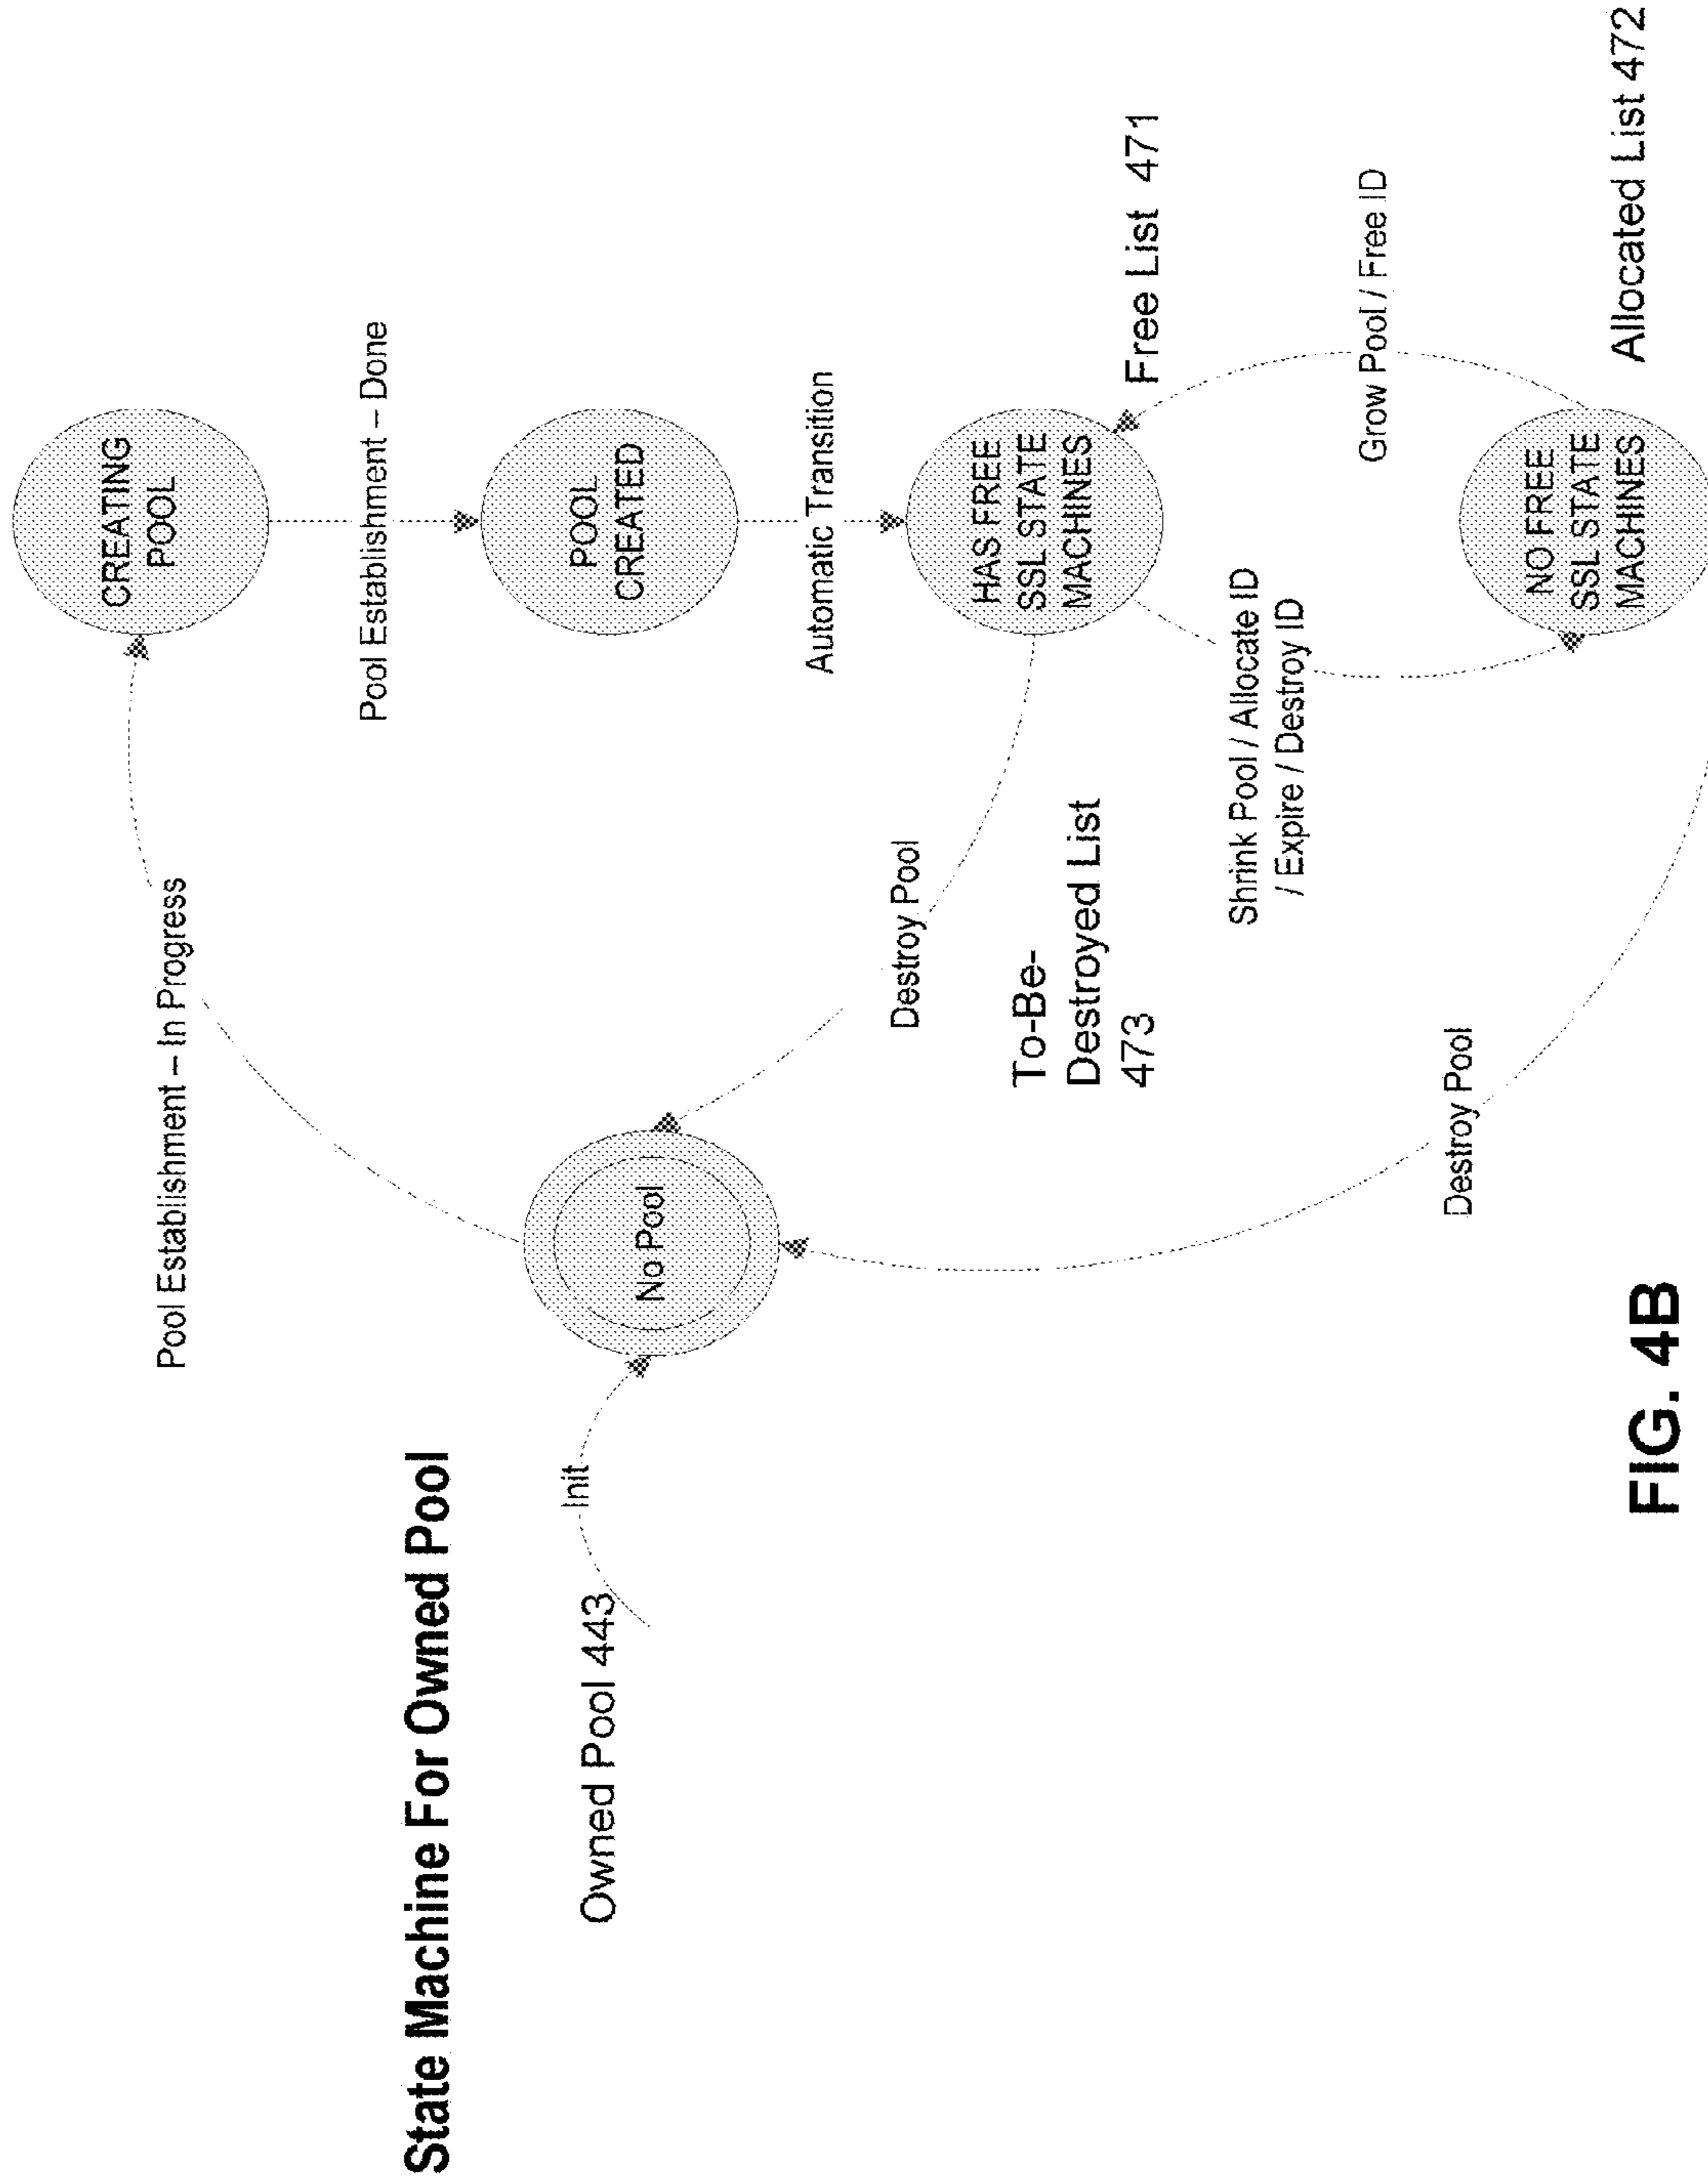 State Machine For Owned Pool
Owned Pool 443
Init
No Pool
Pool Establishment – In Progress
CREATING
POOL
Pool Establishment – Done
POOL
CREATED
Automatic Transition
HAS FREE
SSL STATE
MACHINES
Free List 471
Destroy Pool
To-Be-
Destroyed List
473
Shrink Pool / Allocate ID
/ Expire / Destroy ID
Grow Pool / Free ID
NO FREE
SSL STATE
MACHINES
Allocated List 472
Destroy Pool
FIG. 4B